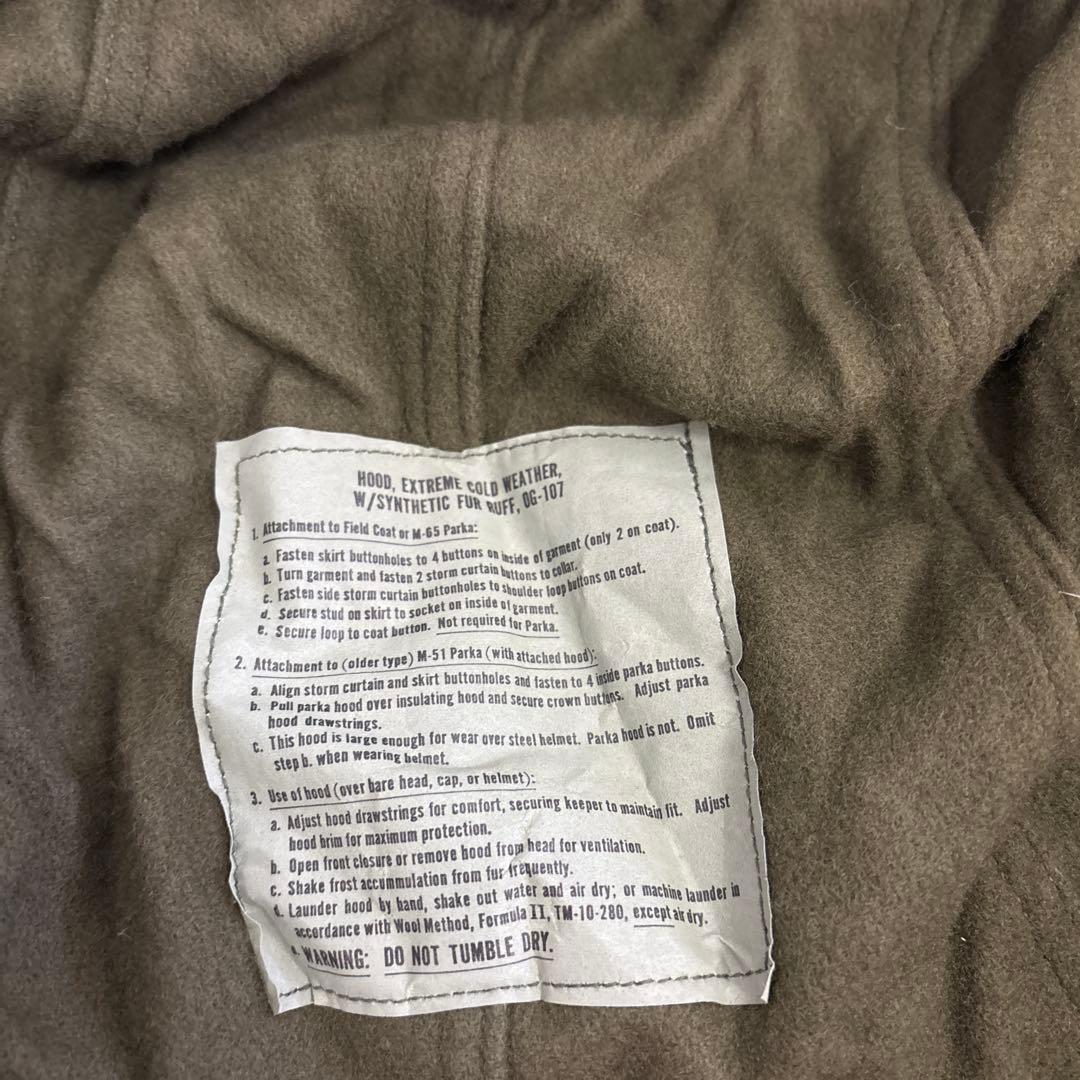 HOOD, EXTREME COLD WEATHER,
W/SYNTHETIC FUR RUFF, OG-107
1. Attachment to Field Coat or M-65 Parka:
a. Fasten skirt buttonholes to 4 buttons on inside of garment (only 2 on coat).
b. Turn garment and fasten 2 storm curtain buttons to collar.
c. Fasten side storm curtain buttonholes to shoulder loop buttons on coat.
d. Secure stud on skirt to socket on inside of garment.
e. Secure loop to coat button. Not required for Parka.
2. Attachment to (older type) M-51 Parka (with attached hood):
a. Align storm curtain and skirt buttonholes and fasten to 4 inside parka buttons.
b. Pull parka hood over insulating hood and secure crown buttons. Adjust parka
hood drawstrings.
c. This hood is large enough for wear over steel helmet. Parka hood is not. Omit
step b. when wearing helmet.
3. Use of hood (over bare head, cap, or helmet):
a. Adjust hood drawstrings for comfort, securing keeper to maintain fit. Adjust
hood brim for maximum protection.
b. Open front closure or remove hood from head for ventilation.
c. Shake frost accummulation from fur frequently.
d. Launder hood by hand, shake out water and air dry; or machine launder in
accordance with Wool Method, Formula II, TM-10-280, except air dry.
WARNING: DO NOT TUMBLE DRY.